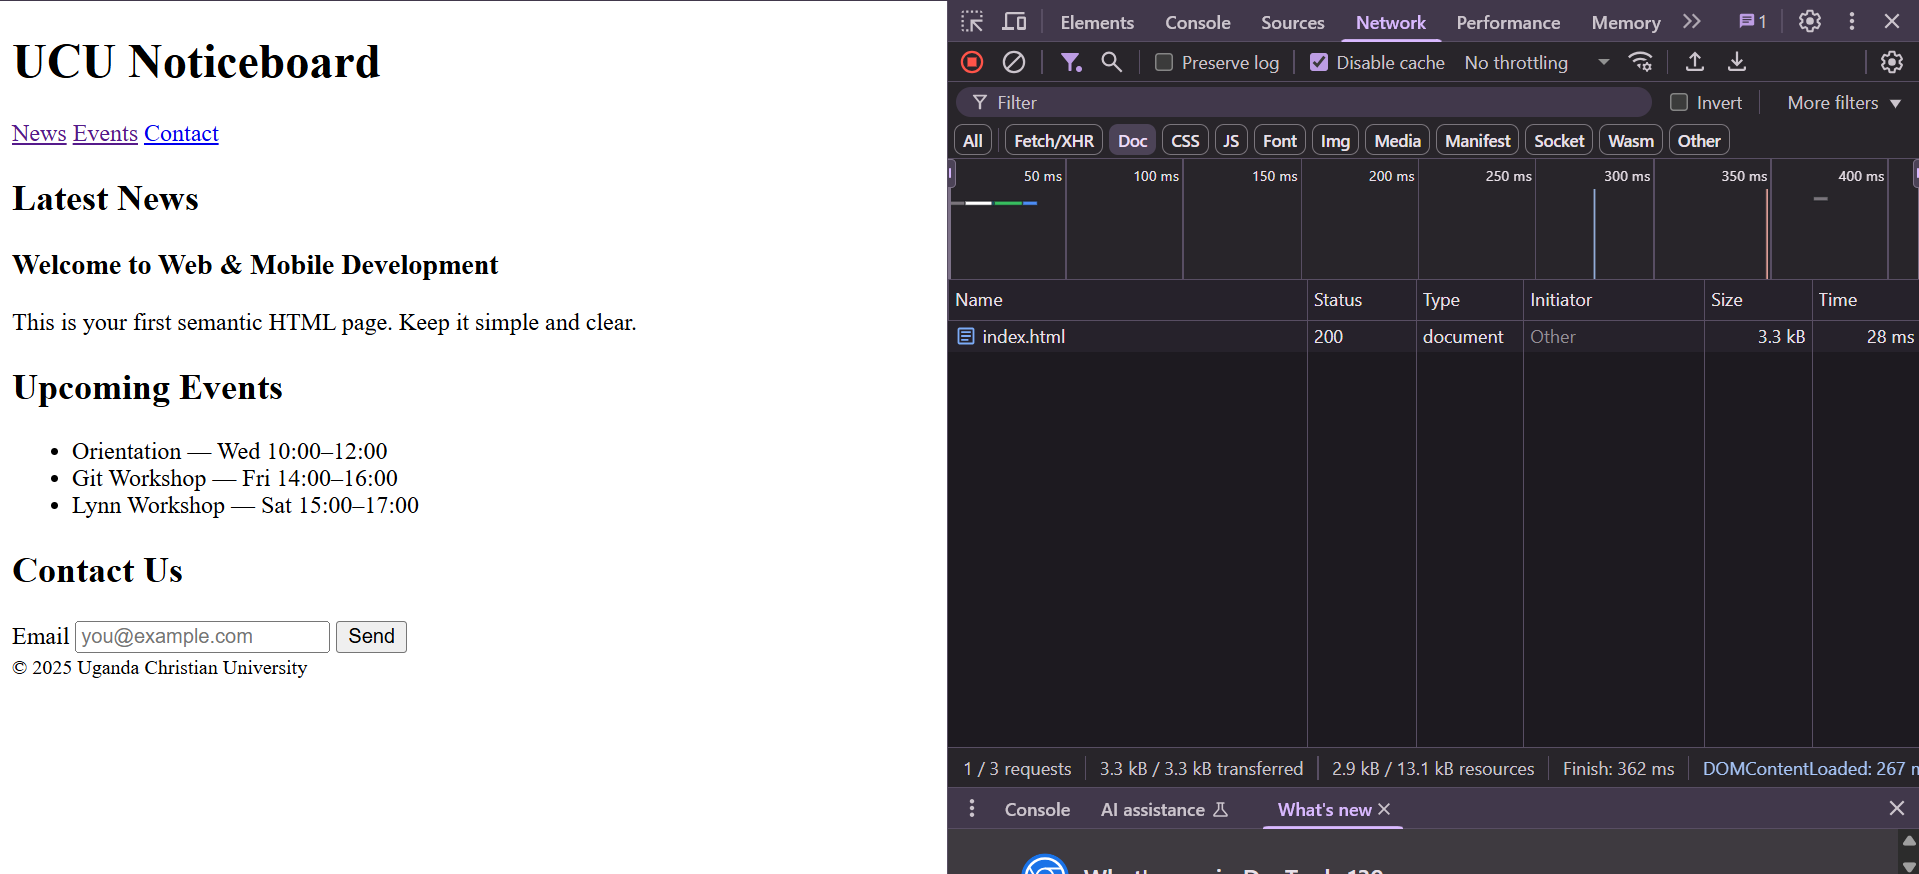 UCU Noticeboard
News Events Contact
Latest News
Welcome to Web & Mobile Development
This is your first semantic HTML page. Keep it simple and clear.
Upcoming Events
• Orientation — Wed 10:00–12:00
• Git Workshop — Fri 14:00–16:00
• Lynn Workshop — Sat 15:00–17:00
Contact Us
Email you@example.com Send
© 2025 Uganda Christian University
Elements Console Sources Network Performance Memory 1
Preserve log Disable cache No throttling
Filter Invert More filters
All Fetch/XHR Doc CSS JS Font Img Media Manifest Socket Wasm Other
50 ms 100 ms 150 ms 200 ms 250 ms 300 ms 350 ms 400 ms
Name Status Type Initiator Size Time
index.html 200 document Other 3.3 kB 28 ms
1 / 3 requests 3.3 kB / 3.3 kB transferred 2.9 kB / 13.1 kB resources Finish: 362 ms DOMContentLoaded: 267
Console AI assistance What's new